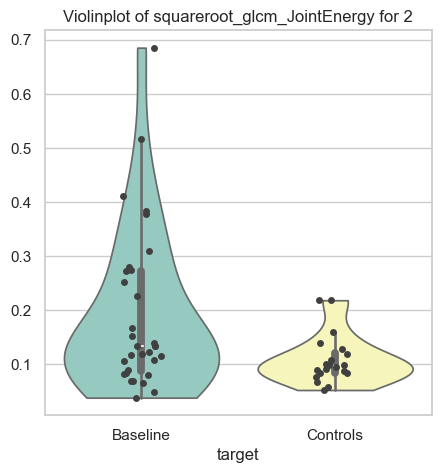 Violinplot of squareroot_glcm_JointEnergy for 2
0.7
0.6
0.5
0.4
0.3
0.2
0.1
Baseline Controls
target